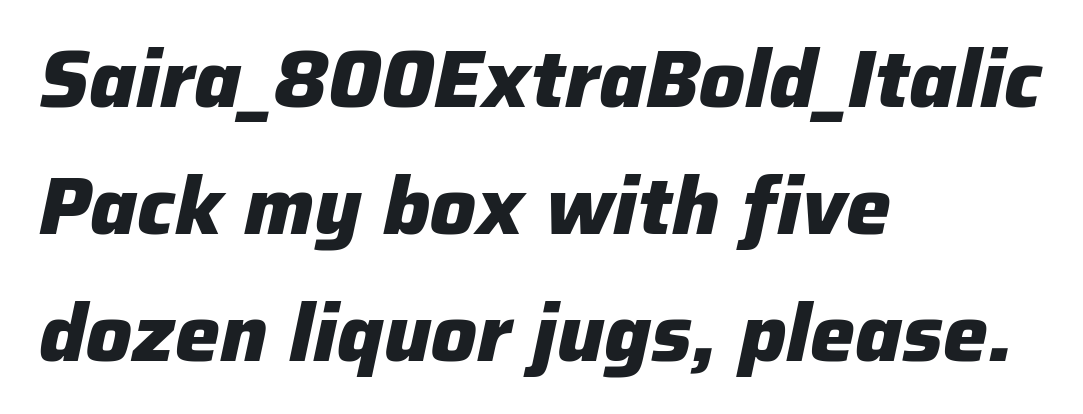 Saira_800ExtraBold_Italic
Pack my box with five
dozen liquor jugs, please.